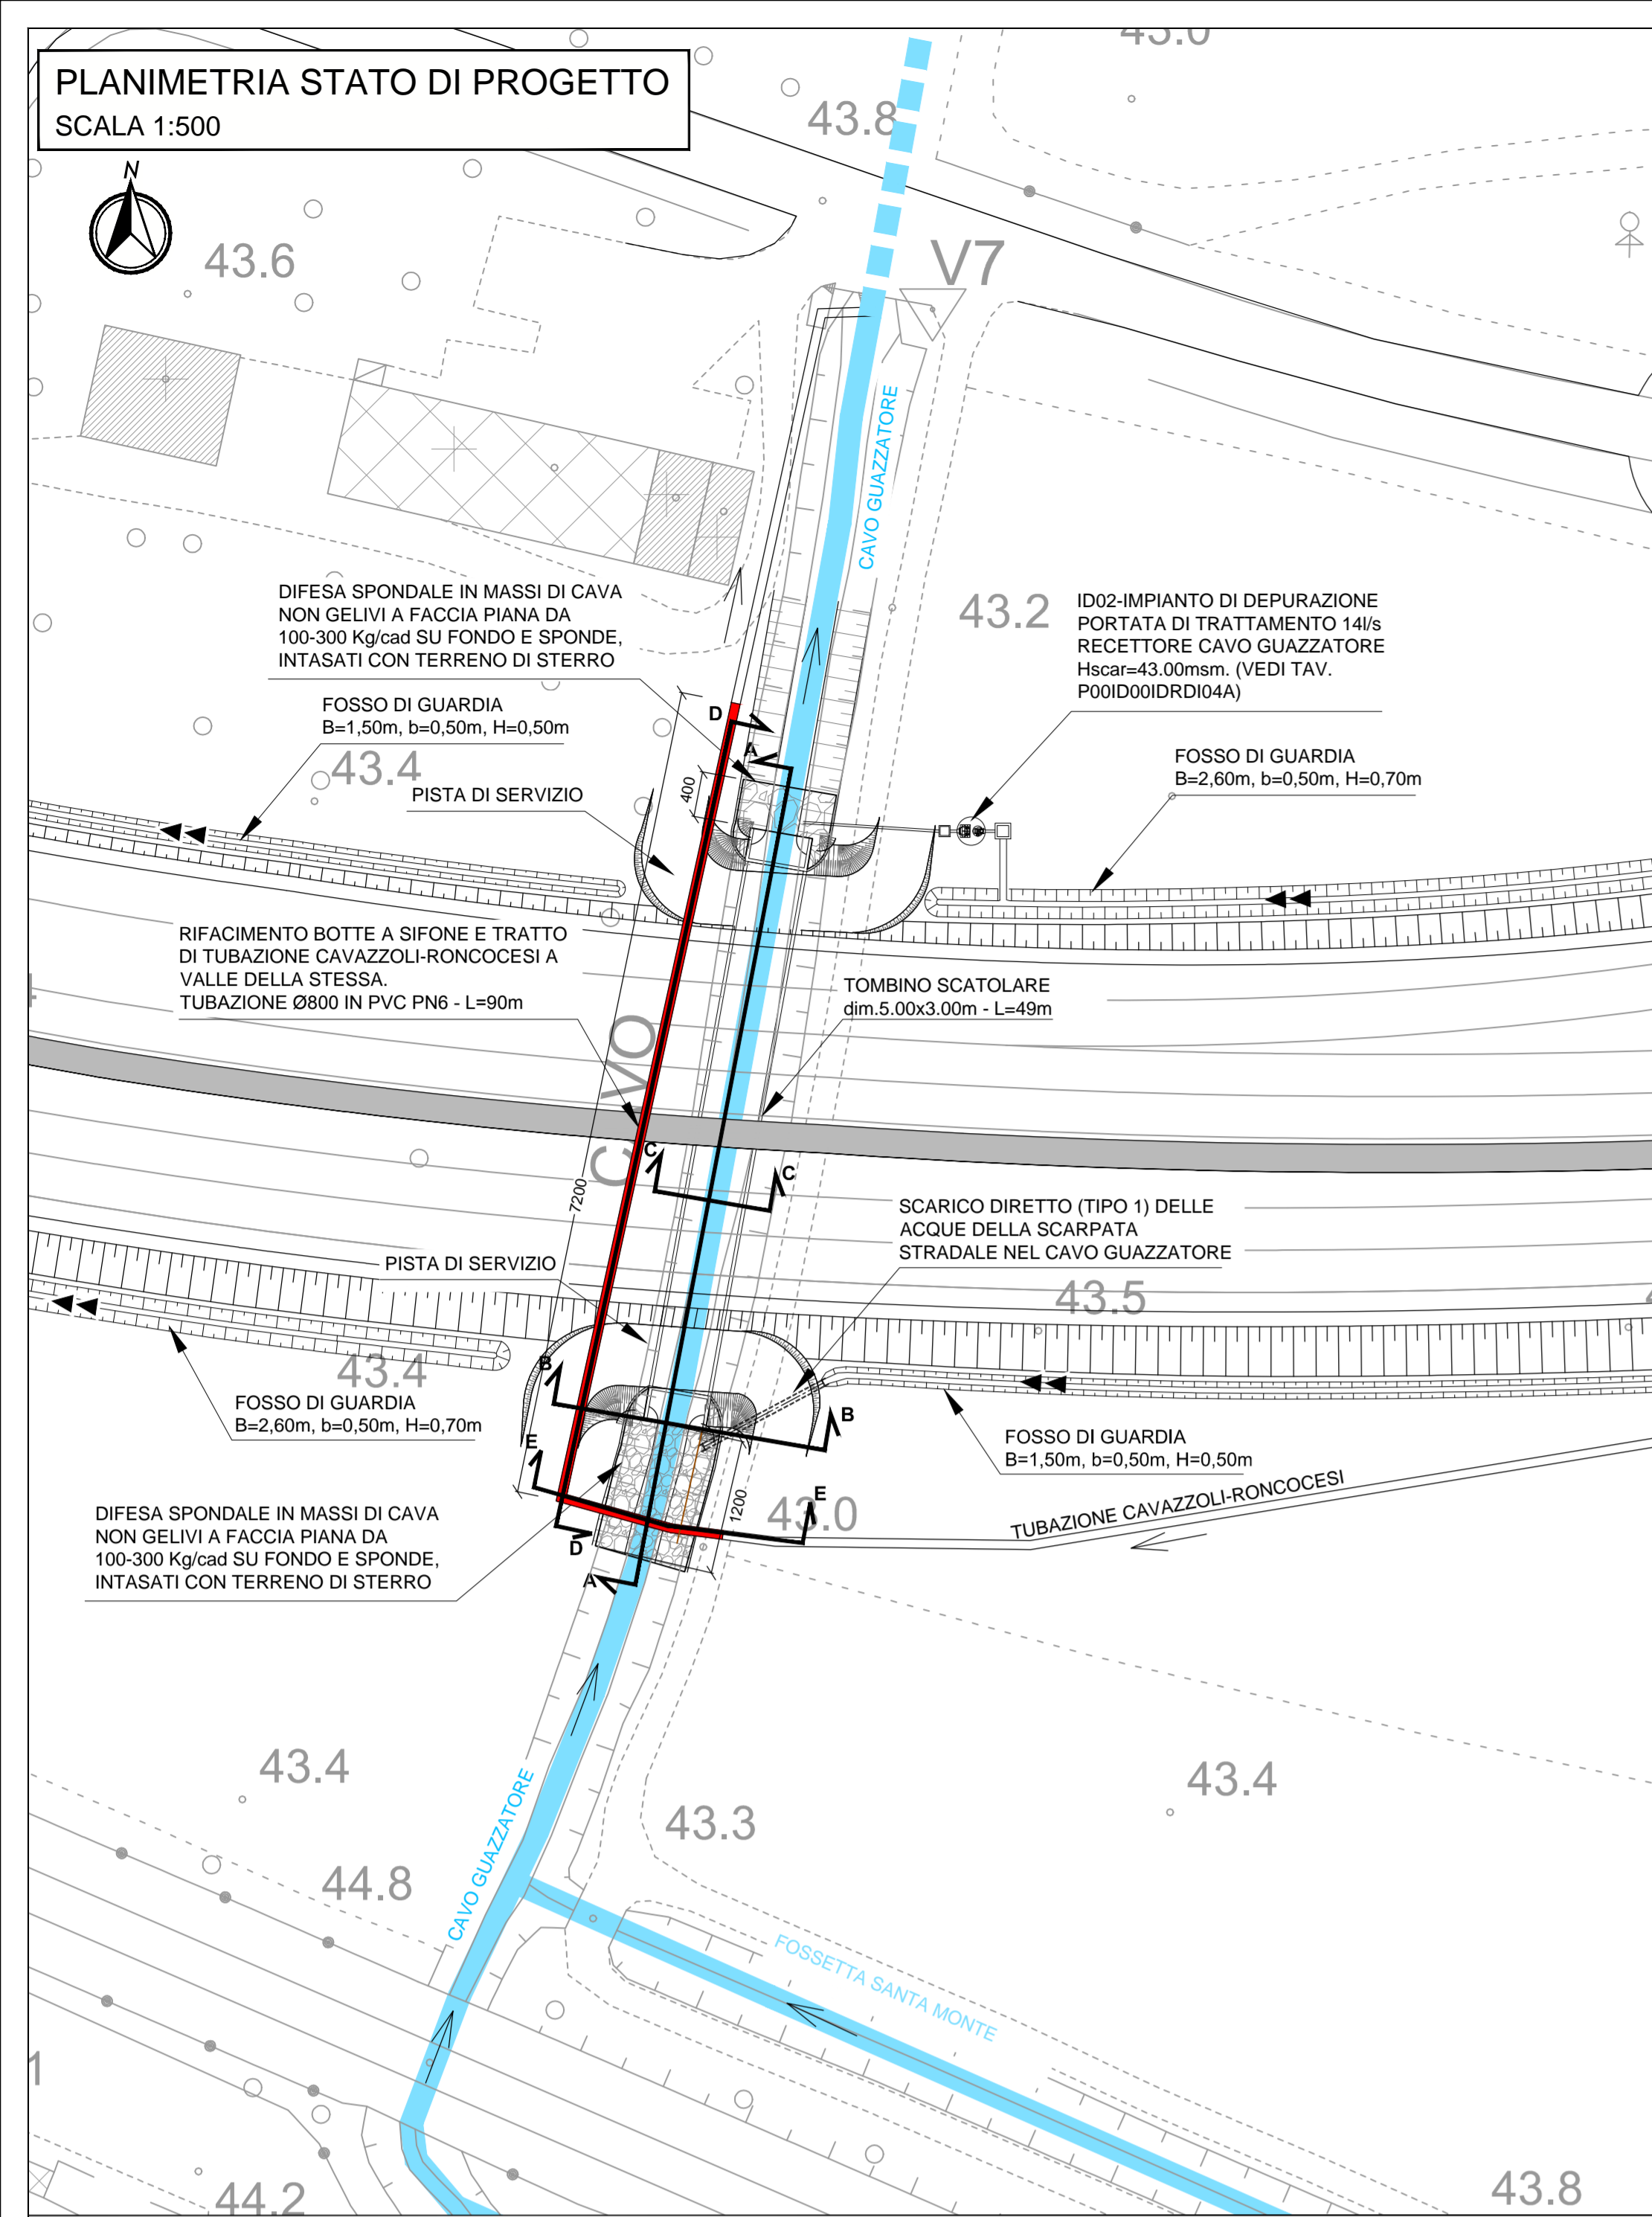 PLANIMETRIA STATO DI PROGETTO
SCALA 1:500
N
43.8
43.6
V7
CAVO GUAZZATORE
DIFESA SPONDALE IN MASSI DI CAVA
NON GELIVI A FACCIA PIANA DA
100-300 Kg/cad SU FONDO E SPONDE,
INTASATI CON TERRENO DI STERRO
43.2
ID02-IMPIANTO DI DEPURAZIONE
PORTATA DI TRATTAMENTO 14l/s
RECETTORE CAVO GUAZZATORE
Hscar=43.00msm. (VEDI TAV.
P00ID00IDRDI04A)
FOSSO DI GUARDIA
B=1,50m, b=0,50m, H=0,50m
43.4
D
A
400
FOSSO DI GUARDIA
B=2,60m, b=0,50m, H=0,70m
PISTA DI SERVIZIO
RIFACIMENTO BOTTE A SIFONE E TRATTO
DI TUBAZIONE CAVAZZOLI-RONCOCESI A
VALLE DELLA STESSA.
TUBAZIONE Ø800 IN PVC PN6 - L=90m
TOMBINO SCATOLARE
dim.5.00x3.00m - L=49m
C VO
C
C
7200
SCARICO DIRETTO (TIPO 1) DELLE
ACQUE DELLA SCARPATA
STRADALE NEL CAVO GUAZZATORE
PISTA DI SERVIZIO
43.5
43.4
B
B
FOSSO DI GUARDIA
B=2,60m, b=0,50m, H=0,70m
FOSSO DI GUARDIA
B=1,50m, b=0,50m, H=0,50m
E
E
1200
43.0
TUBAZIONE CAVAZZOLI-RONCOCESI
DIFESA SPONDALE IN MASSI DI CAVA
NON GELIVI A FACCIA PIANA DA
100-300 Kg/cad SU FONDO E SPONDE,
INTASATI CON TERRENO DI STERRO
D
A
43.4
43.4
43.3
44.8
CAVO GUAZZATORE
FOSSETTA SANTA MONTE
1
44.2
43.8